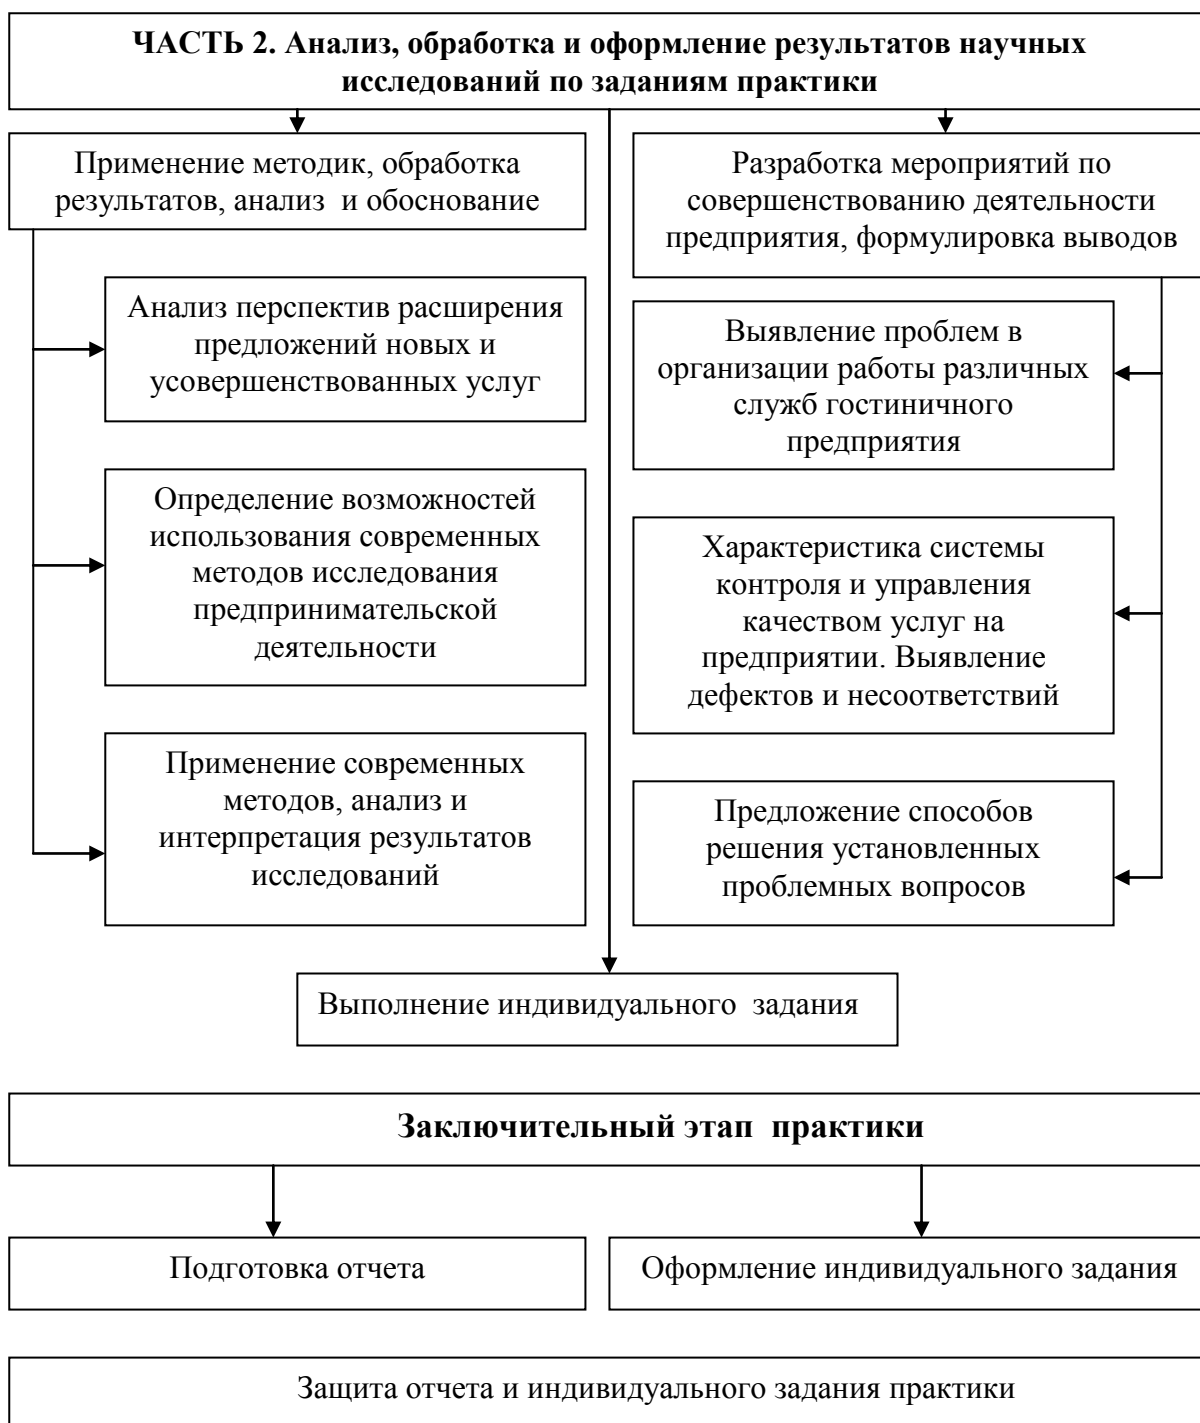 ЧАСТЬ 2. Анализ, обработка и оформление результатов научных
исследований по заданиям практики
Применение методик, обработка
результатов, анализ и обоснование
Анализ перспектив расширения
предложений новых и
усовершенствованных услуг
Определение возможностей
использования современных
методов исследования
предпринимательской
деятельности
Применение современных
методов, анализ и
интерпретация результатов
исследований
Разработка мероприятий по
совершенствованию деятельности
предприятия, формулировка выводов
Выявление проблем в
организации работы различных
служб гостиничного
предприятия
Характеристика системы
контроля и управления
качеством услуг на
предприятии. Выявление
дефектов и несоответствий
Предложение способов
решения установленных
проблемных вопросов
Выполнение индивидуального задания
Заключительный этап практики
Подготовка отчета
Оформление индивидуального задания
Защита отчета и индивидуального задания практики